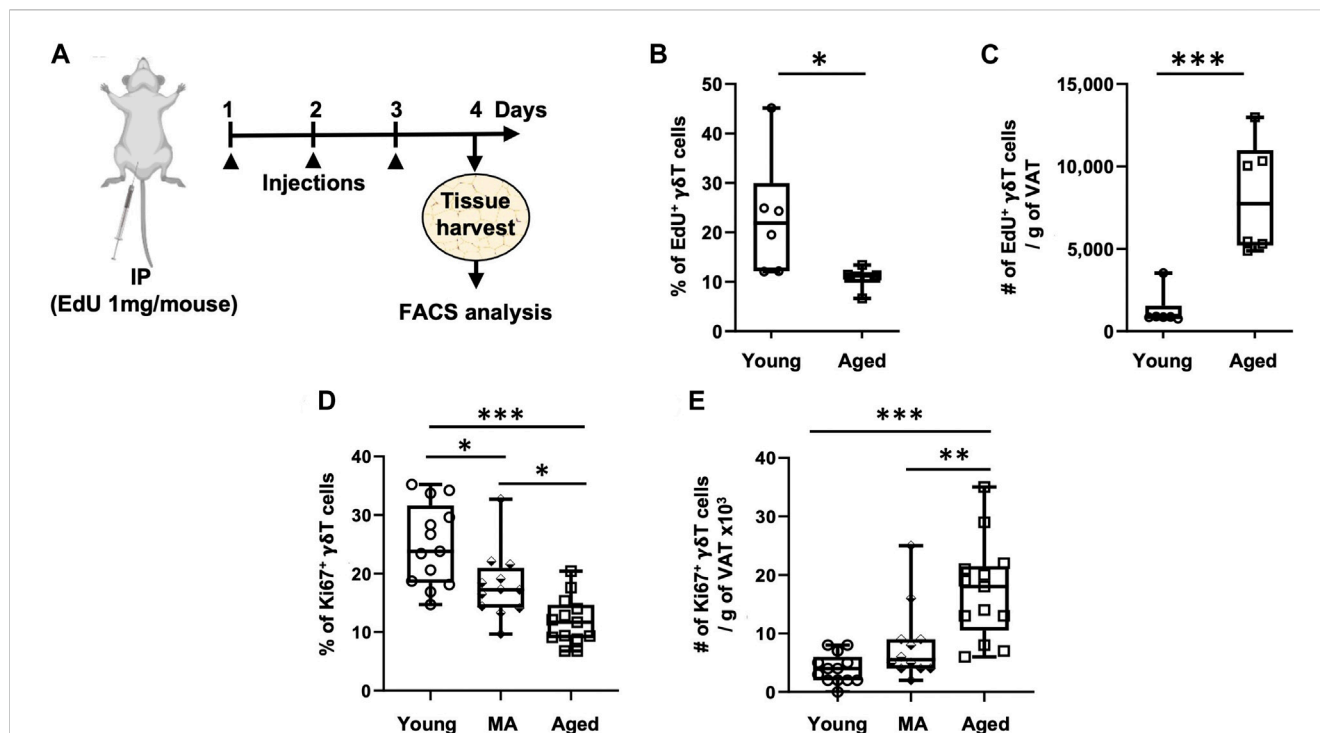 A
1 2 3 4 Days
Injections
Tissue
harvest
FACS analysis
IP
(EdU 1mg/mouse)
B
*
% of EdU⁺ γδT cells
50
40
30
20
10
0
Young Aged
C
***
# of EdU⁺ γδT cells
/ g of VAT
15,000
10,000
5,000
0
Young Aged
D
***
*
*
% of Ki67⁺ γδT cells
40
30
20
10
0
Young MA Aged
E
***
**
# of Ki67⁺ γδT cells
/ g of VAT x10³
40
30
20
10
0
Young MA Aged